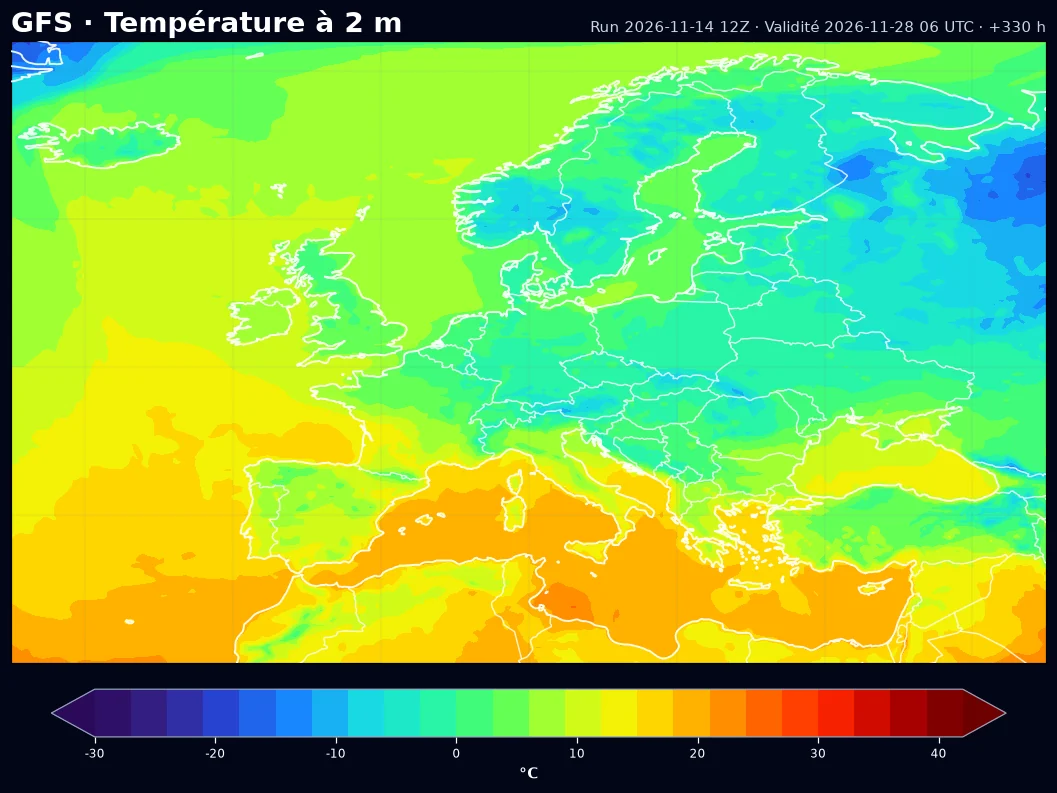 GFS · Température à 2 m
Run 2026-11-14 12Z · Validité 2026-11-28 06 UTC · +330 h
-30 -20 -10 0 10 20 30 40
°C